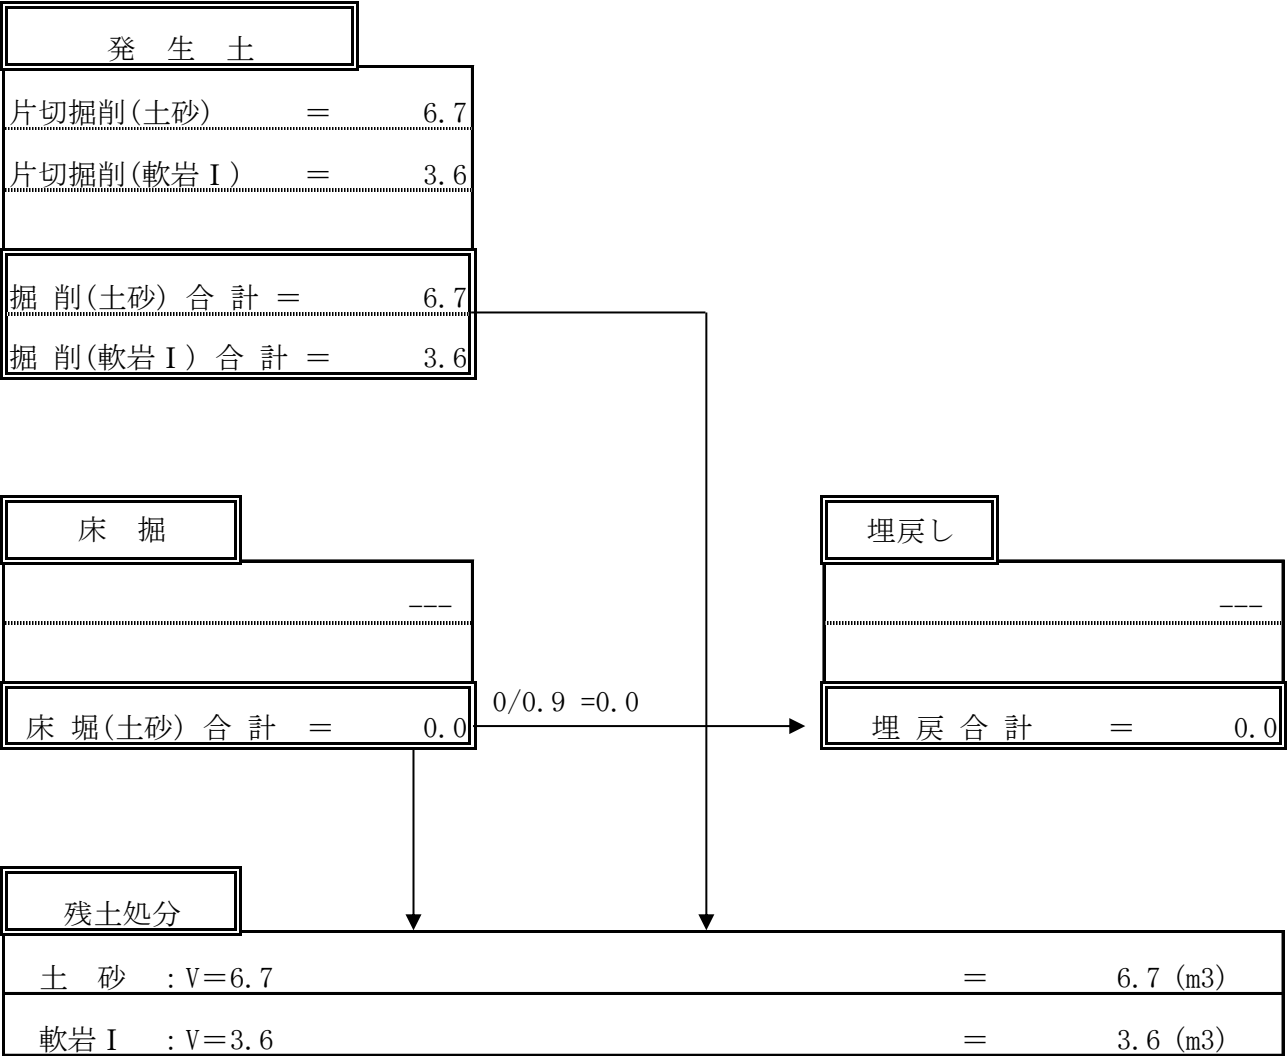 発 生 土
片切掘削(土砂) ＝ 6.7
片切掘削(軟岩Ⅰ) ＝ 3.6
掘 削(土砂) 合 計 ＝ 6.7
掘 削(軟岩Ⅰ) 合 計 ＝ 3.6
床 掘
---
床 堀(土砂) 合 計 ＝ 0.0
0/0.9 =0.0
埋戻し
---
埋 戻 合 計 ＝ 0.0
残土処分
土 砂 :V＝6.7 ＝ 6.7 (m3)
軟岩Ⅰ :V＝3.6 ＝ 3.6 (m3)